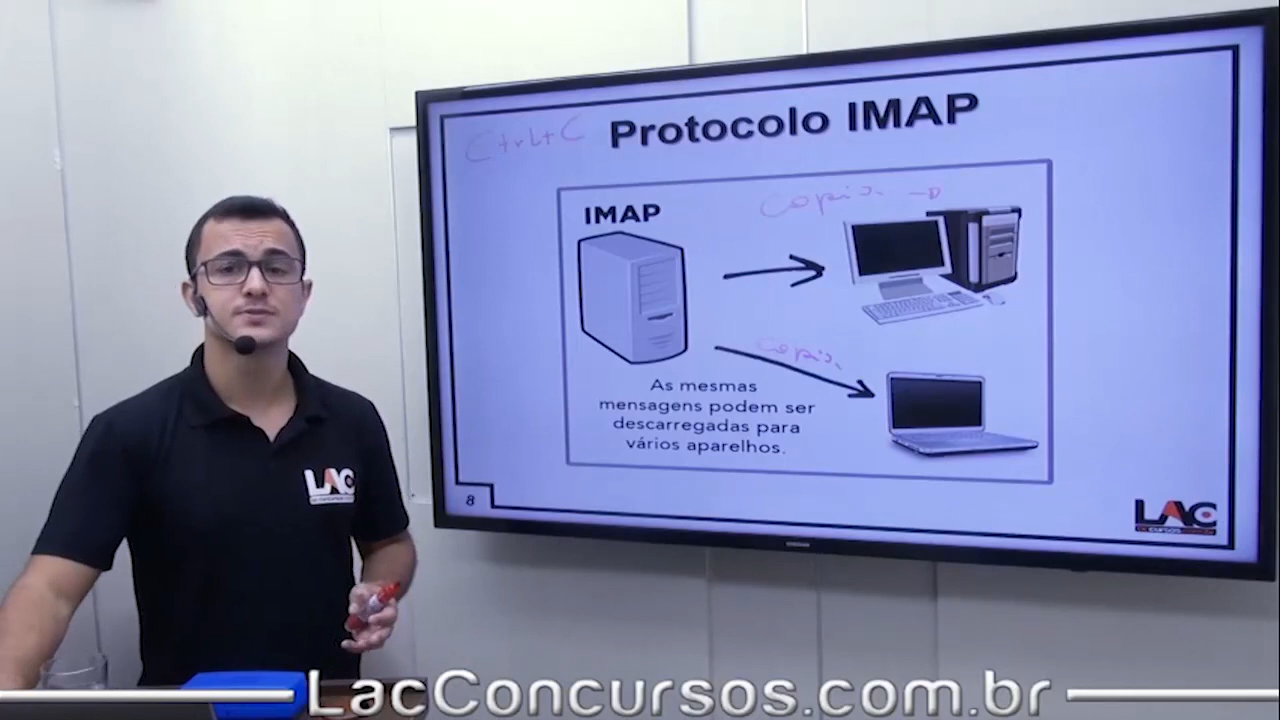 Ctrl+C
Protocolo IMAP
copia
IMAP
copia
As mesmas
mensagens podem ser
descarregadas para
vários aparelhos.
8
LAC
CONCURSOS
LAC
LacConcursos.com.br